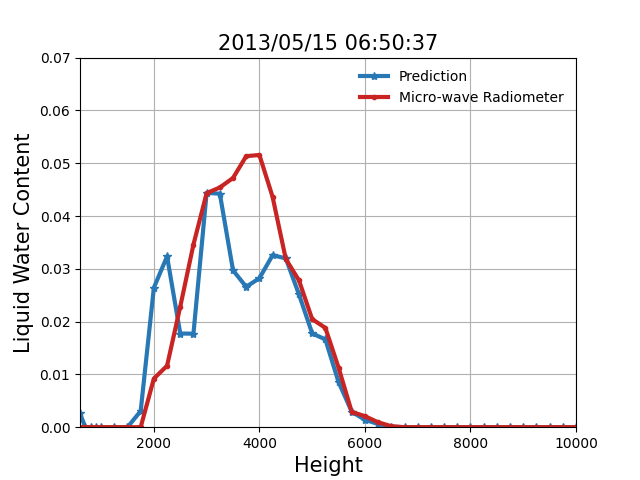 2013/05/15 06:50:37
0.07
0.06
0.05
0.04
0.03
0.02
0.01
0.00
Liquid Water Content
Prediction
Micro-wave Radiometer
2000 4000 6000 8000 10000
Height